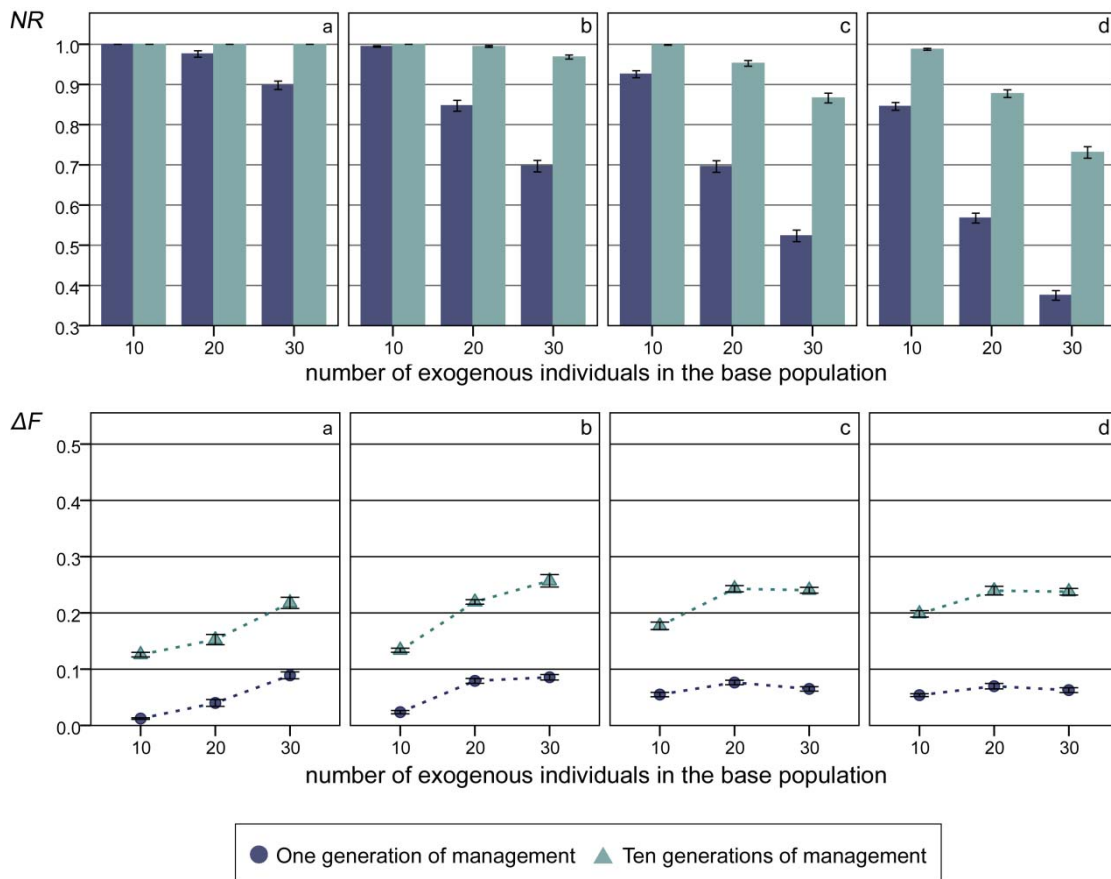 NR
a b c d
1.0
0.9
0.8
0.7
0.6
0.5
0.4
0.3
10 20 30 10 20 30 10 20 30 10 20 30
number of exogenous individuals in the base population
ΔF
a b c d
0.5
0.4
0.3
0.2
0.1
0.0
10 20 30 10 20 30 10 20 30 10 20 30
number of exogenous individuals in the base population
One generation of management Ten generations of management